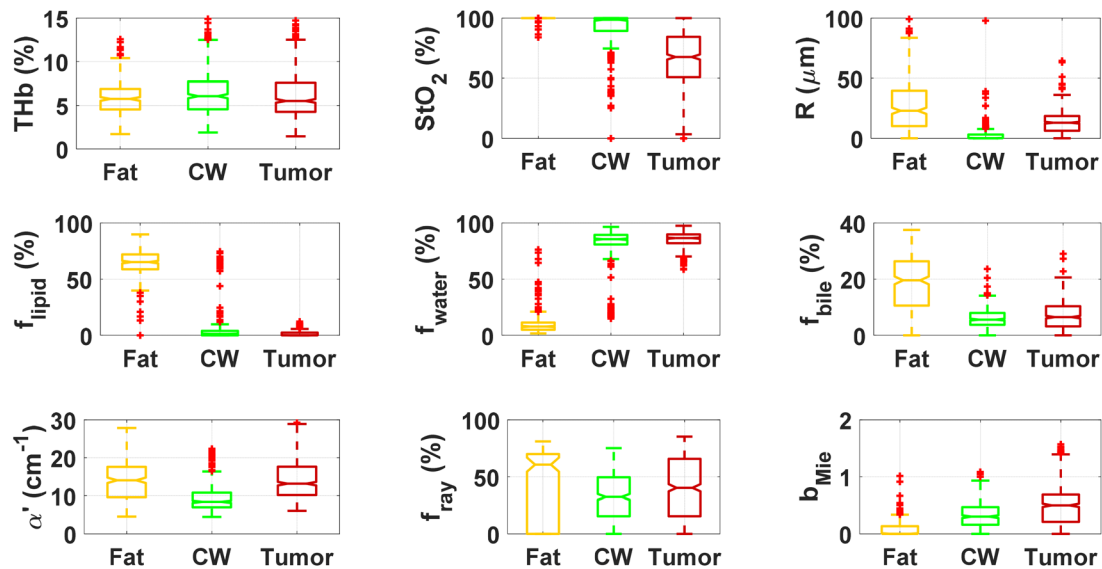 THb (%)
15
10
5
0
Fat CW Tumor
StO2 (%)
100
50
0
Fat CW Tumor
R (μm)
100
50
0
Fat CW Tumor
flipid (%)
100
50
0
Fat CW Tumor
fwater (%)
100
50
0
Fat CW Tumor
fbile (%)
40
20
0
Fat CW Tumor
α' (cm-1)
30
20
10
0
Fat CW Tumor
fray (%)
100
50
0
Fat CW Tumor
bMie
2
1
0
Fat CW Tumor